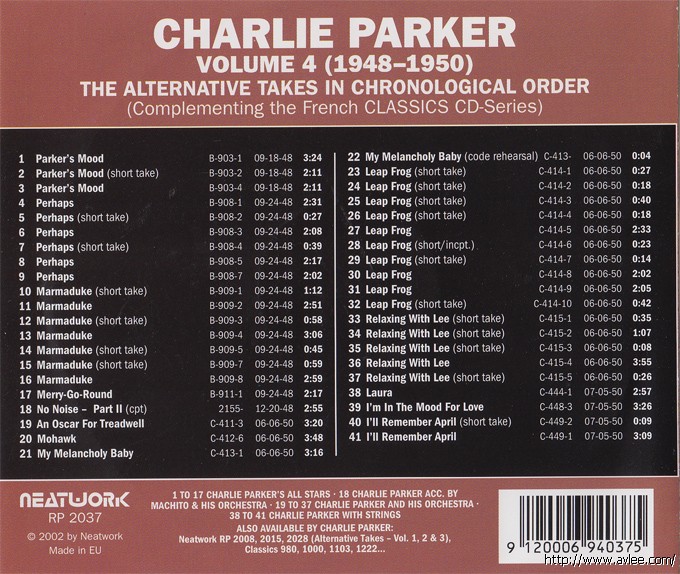 CHARLIE PARKER
VOLUME 4 (1948–1950)
THE ALTERNATIVE TAKES IN CHRONOLOGICAL ORDER
(Complementing the French CLASSICS CD-Series)
1 Parker's Mood B-903-1 09-18-48 3:24
2 Parker's Mood (short take) B-903-2 09-18-48 2:11
3 Parker's Mood B-903-4 09-18-48 2:11
4 Perhaps B-908-1 09-24-48 2:31
5 Perhaps (short take) B-908-2 09-24-48 0:27
6 Perhaps B-908-3 09-24-48 2:08
7 Perhaps (short take) B-908-4 09-24-48 0:39
8 Perhaps B-908-5 09-24-48 2:17
9 Perhaps B-908-7 09-24-48 2:02
10 Marmaduke (short take) B-909-1 09-24-48 1:12
11 Marmaduke B-909-2 09-24-48 2:51
12 Marmaduke (short take) B-909-3 09-24-48 0:58
13 Marmaduke B-909-4 09-24-48 3:06
14 Marmaduke (short take) B-909-5 09-24-48 0:45
15 Marmaduke (short take) B-909-7 09-24-48 0:59
16 Marmaduke B-909-8 09-24-48 2:59
17 Merry-Go-Round B-911-1 09-24-48 2:17
18 No Noise – Part II (cpt) 2155- 12-20-48 2:55
19 An Oscar For Treadwell C-411-3 06-06-50 3:20
20 Mohawk C-412-6 06-06-50 3:48
21 My Melancholy Baby C-413-1 06-06-50 3:16
22 My Melancholy Baby (code rehearsal) C-413- 06-06-50 0:04
23 Leap Frog (short take) C-414-1 06-06-50 0:27
24 Leap Frog (short take) C-414-2 06-06-50 0:18
25 Leap Frog (short take) C-414-3 06-06-50 0:40
26 Leap Frog (short take) C-414-4 06-06-50 0:18
27 Leap Frog C-414-5 06-06-50 2:33
28 Leap Frog (short/incpt.) C-414-6 06-06-50 0:23
29 Leap Frog (short take) C-414-7 06-06-50 0:14
30 Leap Frog C-414-8 06-06-50 2:02
31 Leap Frog C-414-9 06-06-50 2:05
32 Leap Frog (short take) C-414-10 06-06-50 0:42
33 Relaxing With Lee (short take) C-415-1 06-06-50 0:35
34 Relaxing With Lee (short take) C-415-2 06-06-50 1:07
35 Relaxing With Lee (short take) C-415-3 06-06-50 0:08
36 Relaxing With Lee C-415-4 06-06-50 3:55
37 Relaxing With Lee (short take) C-415-5 06-06-50 0:26
38 Laura C-444-1 07-05-50 2:57
39 I'm In The Mood For Love C-448-3 07-05-50 3:26
40 I'll Remember April (short take) C-449-2 07-05-50 0:09
41 I'll Remember April C-449-1 07-05-50 3:09
NEATWORK
RP 2037
© 2002 by Neatwork
Made in EU
1 TO 17 CHARLIE PARKER'S ALL STARS · 18 CHARLIE PARKER ACC. BY
MACHITO & HIS ORCHESTRA · 19 TO 37 CHARLIE PARKER AND HIS ORCHESTRA ·
38 TO 41 CHARLIE PARKER WITH STRINGS
ALSO AVAILABLE BY CHARLIE PARKER:
Neatwork RP 2008, 2015, 2028 (Alternative Takes – Vol. 1, 2 & 3),
Classics 980, 1000, 1103, 1222...
9 120006 940375
http://www.avlee.com/